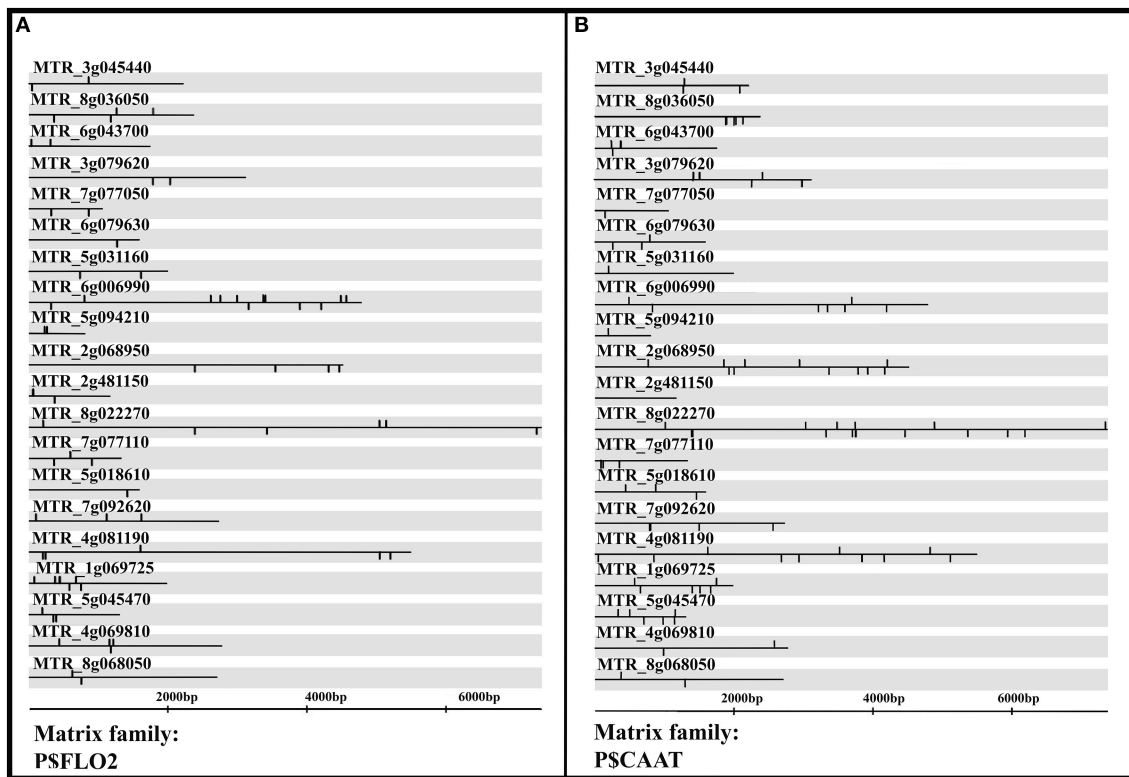 A
MTR_3g045440
MTR_8g036050
MTR_6g043700
MTR_3g079620
MTR_7g077050
MTR_6g079630
MTR_5g031160
MTR_6g006990
MTR_5g094210
MTR_2g068950
MTR_2g481150
MTR_8g022270
MTR_7g077110
MTR_5g018610
MTR_7g092620
MTR_4g081190
MTR_1g069725
MTR_5g045470
MTR_4g069810
MTR_8g068050
2000bp 4000bp 6000bp
Matrix family:
P$FLO2
B
MTR_3g045440
MTR_8g036050
MTR_6g043700
MTR_3g079620
MTR_7g077050
MTR_6g079630
MTR_5g031160
MTR_6g006990
MTR_5g094210
MTR_2g068950
MTR_2g481150
MTR_8g022270
MTR_7g077110
MTR_5g018610
MTR_7g092620
MTR_4g081190
MTR_1g069725
MTR_5g045470
MTR_4g069810
MTR_8g068050
2000bp 4000bp 6000bp
Matrix family:
P$CAAT